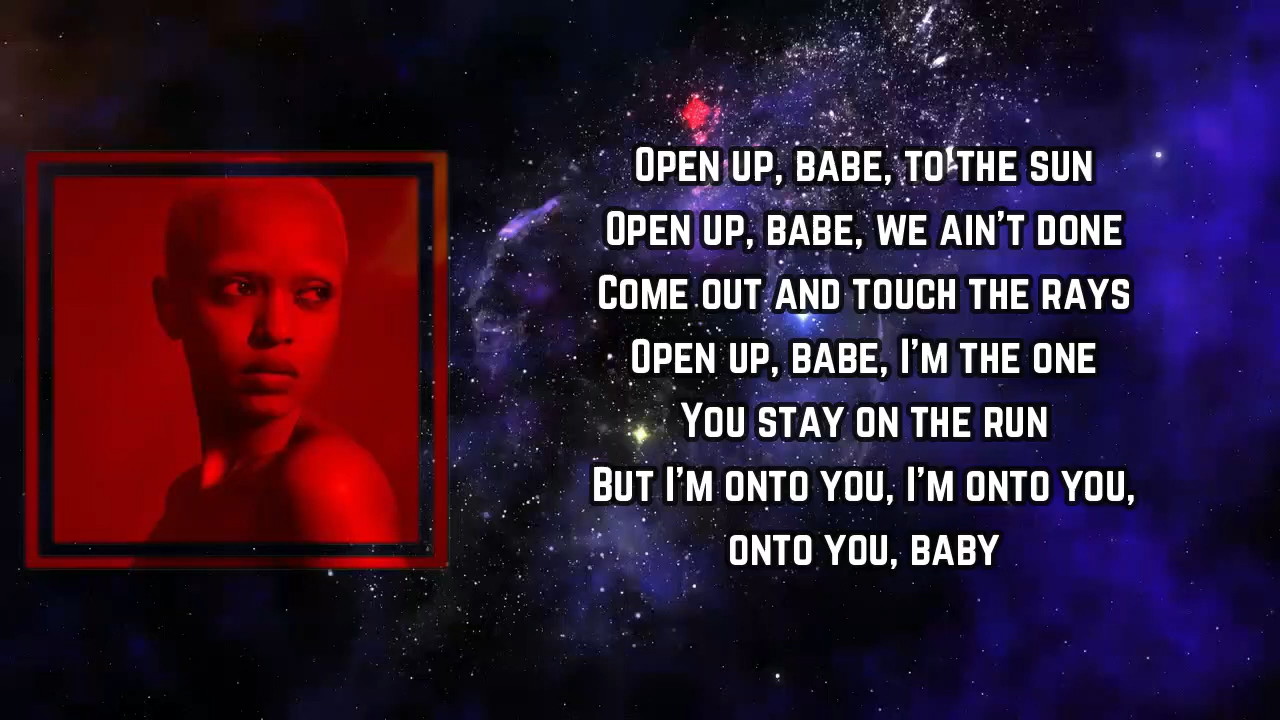 Open up, babe, to the sun
Open up, babe, we ain't done
Come out and touch the rays
Open up, babe, I'm the one
You stay on the run
But I'm onto you, I'm onto you,
onto you, baby